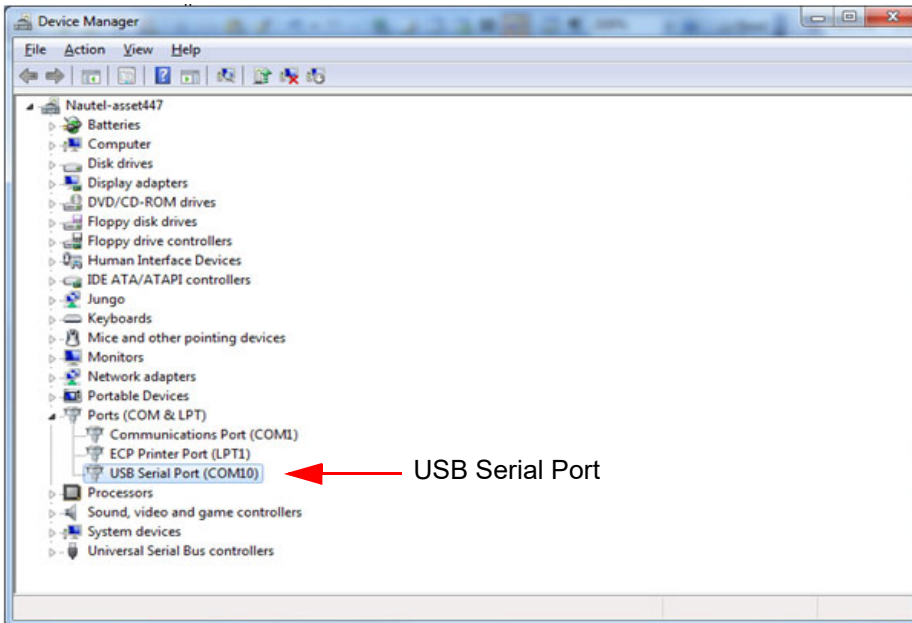 Device Manager
File Action View Help
Nautel-asset447
Batteries
Computer
Disk drives
Display adapters
DVD/CD-ROM drives
Floppy disk drives
Floppy drive controllers
Human Interface Devices
IDE ATA/ATAPI controllers
Jungo
Keyboards
Mice and other pointing devices
Monitors
Network adapters
Portable Devices
Ports (COM & LPT)
Communications Port (COM1)
ECP Printer Port (LPT1)
USB Serial Port (COM10)
USB Serial Port
Processors
Sound, video and game controllers
System devices
Universal Serial Bus controllers